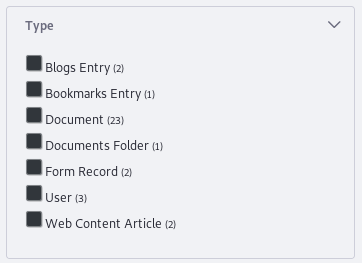 Type
Blogs Entry (2)
Bookmarks Entry (1)
Document (23)
Documents Folder (1)
Form Record (2)
User (3)
Web Content Article (2)